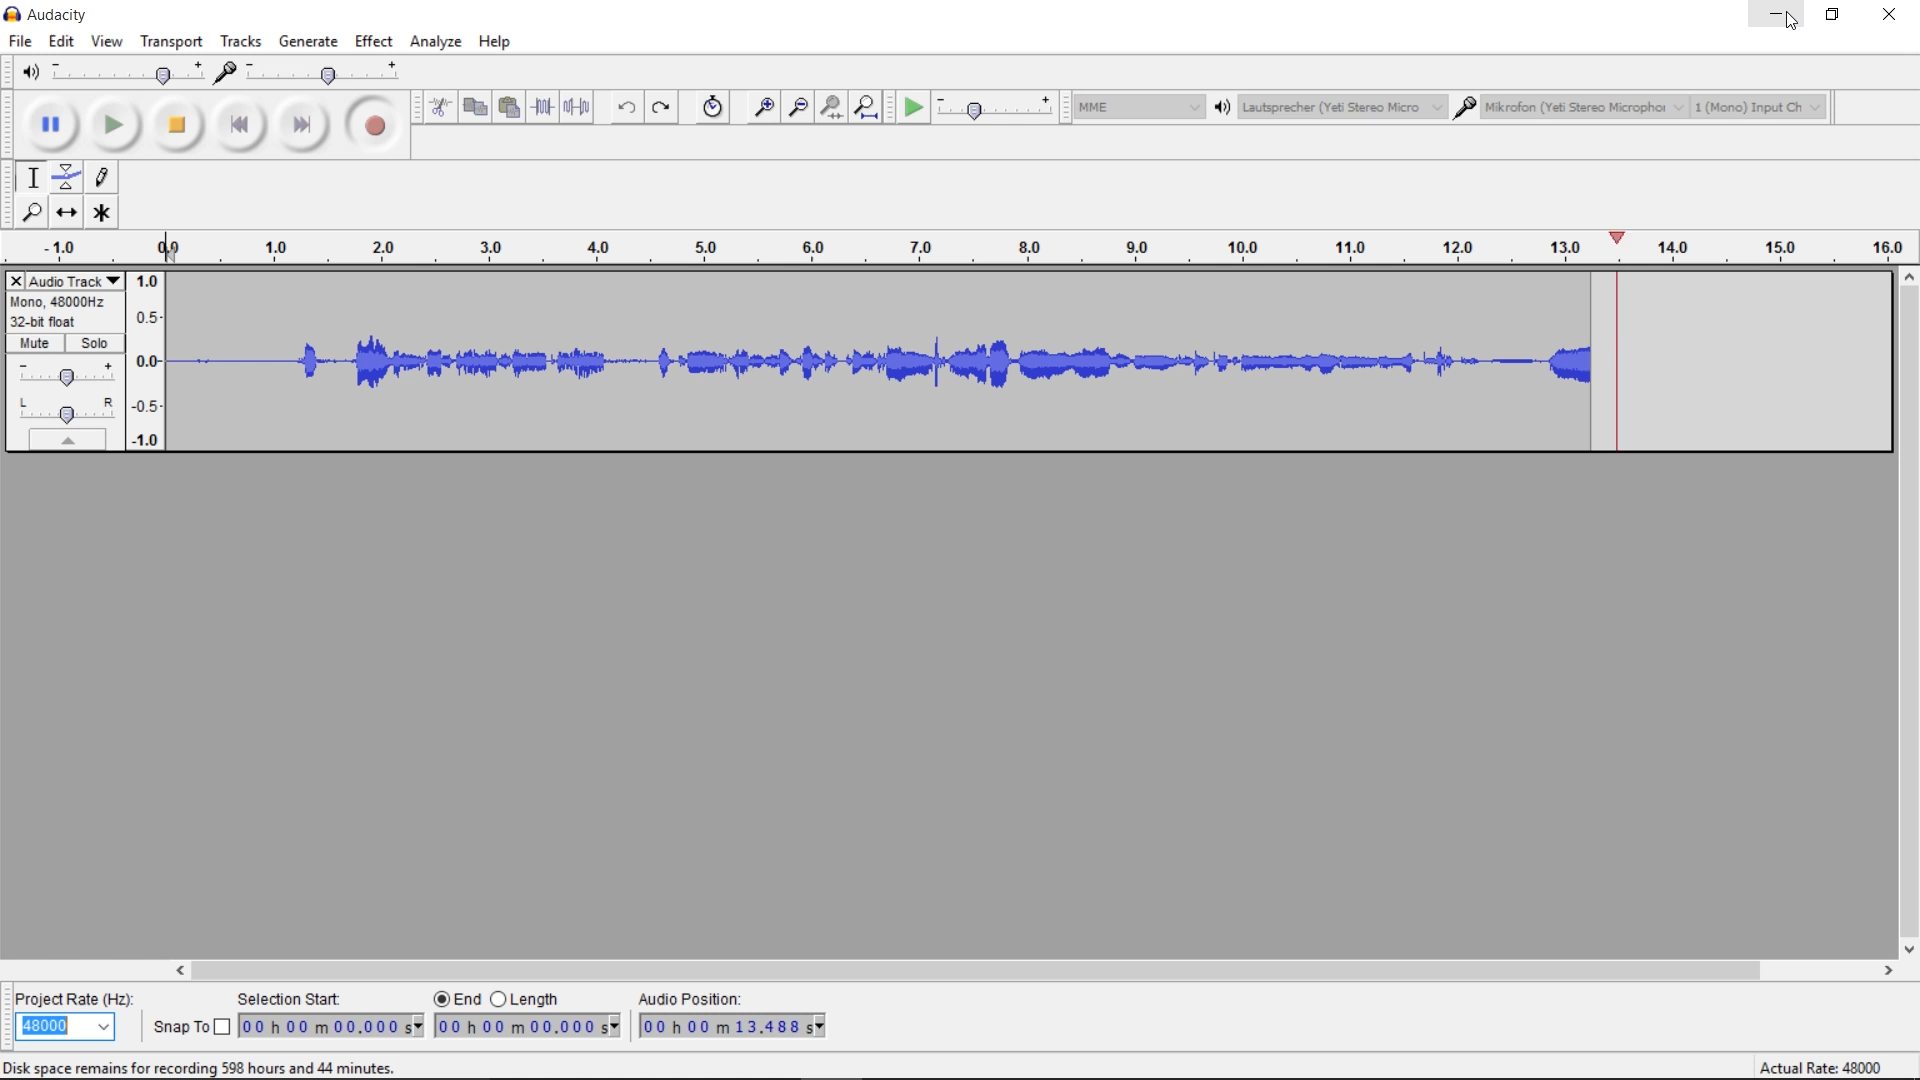 Audacity
File Edit View Transport Tracks Generate Effect Analyze Help
- +
- +
- +
MME
Lautsprecher (Yeti Stereo Micro
Mikrofon (Yeti Stereo Microphor
1 (Mono) Input Ch
-1.0 0.0 1.0 2.0 3.0 4.0 5.0 6.0 7.0 8.0 9.0 10.0 11.0 12.0 13.0 14.0 15.0 16.0
Audio Track
Mono, 48000Hz
32-bit float
Mute Solo
- +
L R
1.0
0.5-
0.0-
-0.5-
-1.0
Project Rate (Hz): Selection Start: End Length Audio Position:
48000 Snap To 00 h 00 m 00.000 s 00 h 00 m 00.000 s 00 h 00 m 13.488 s
Disk space remains for recording 598 hours and 44 minutes. Actual Rate: 48000